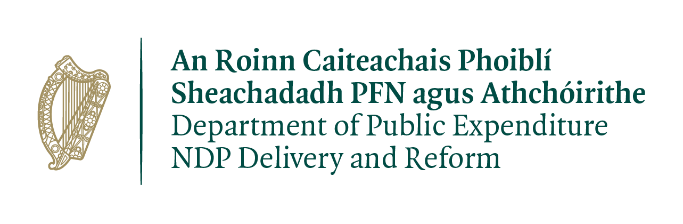 An Roinn Caiteachais Phoiblí
Sheachadadh PFN agus Athchóirithe
Department of Public Expenditure
NDP Delivery and Reform